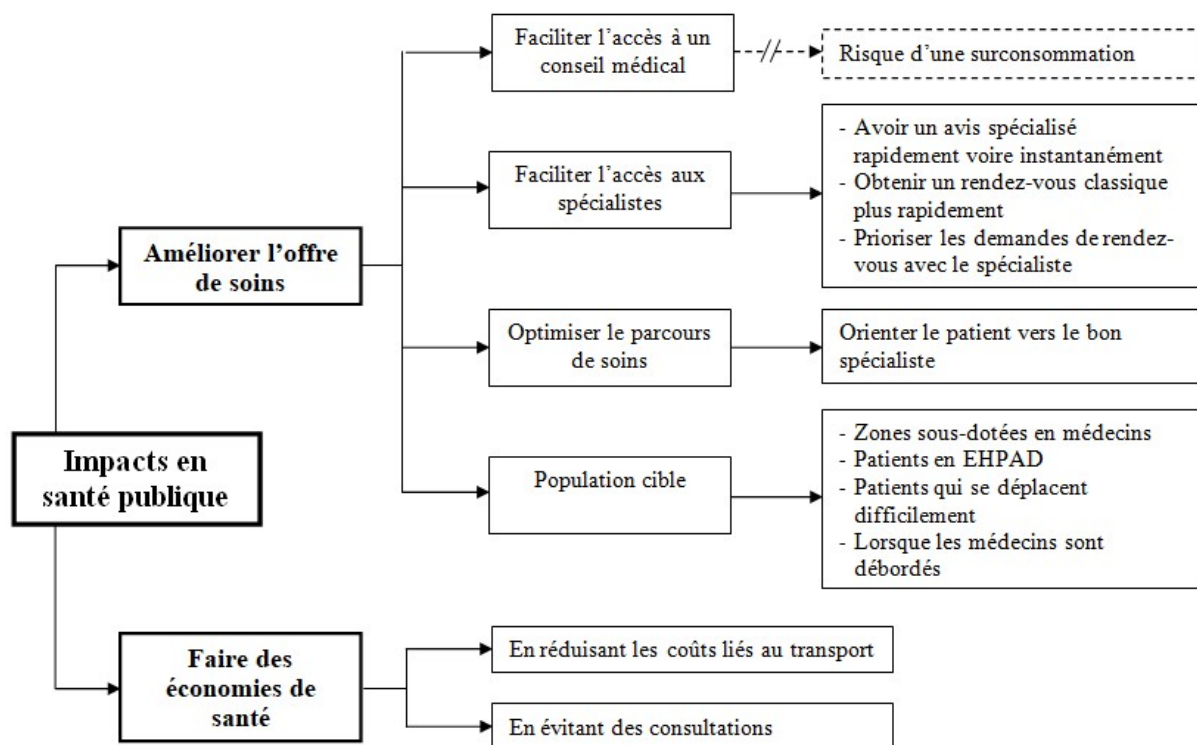 Faciliter l’accès à un
conseil médical
Risque d’une surconsommation
Faciliter l’accès aux
spécialistes
- Avoir un avis spécialisé
rapidement voire instantanément
- Obtenir un rendez-vous classique
plus rapidement
- Prioriser les demandes de rendez-
vous avec le spécialiste
Améliorer l’offre
de soins
Optimiser le parcours
de soins
Orienter le patient vers le bon
spécialiste
Impacts en
santé publique
Population cible
- Zones sous-dotées en médecins
- Patients en EHPAD
- Patients qui se déplacent
difficilement
- Lorsque les médecins sont
débordés
Faire des
économies de
santé
En réduisant les coûts liés au transport
En évitant des consultations